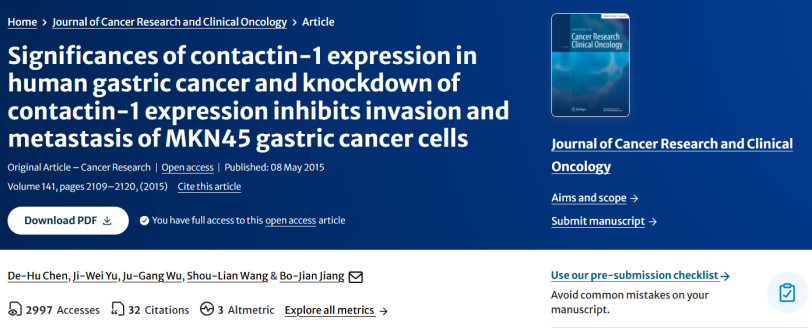 Home > Journal of Cancer Research and Clinical Oncology > Article
Significances of contactin-1 expression in
human gastric cancer and knockdown of
contactin-1 expression inhibits invasion and
metastasis of MKN45 gastric cancer cells
Original Article – Cancer Research | Open access | Published: 08 May 2015
Volume 141, pages 2109–2120, (2015) Cite this article
Download PDF
You have full access to this open access article
Cancer Research
Clinical Oncology
Journal of Cancer Research and Clinical
Oncology
Aims and scope →
Submit manuscript →
De-Hu Chen, Ji-Wei Yu, Ju-Gang Wu, Shou-Lian Wang & Bo-Jian Jiang
2997 Accesses 32 Citations 3 Altmetric Explore all metrics →
Use our pre-submission checklist →
Avoid common mistakes on your
manuscript.